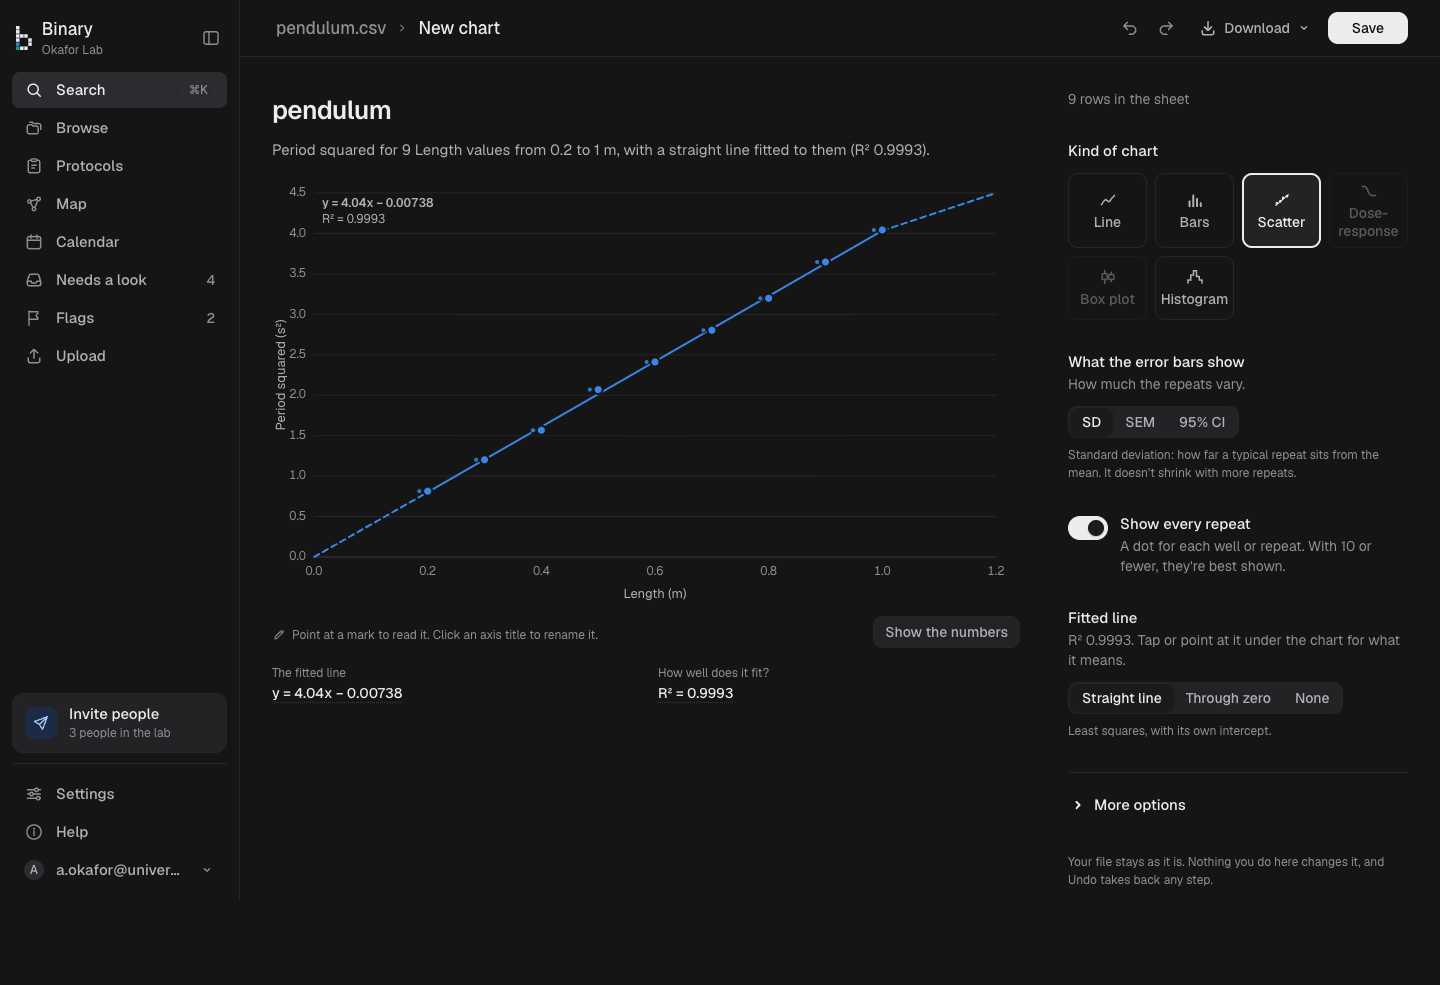 Binary
Okafor Lab
Search ⌘K
Browse
Protocols
Map
Calendar
Needs a look 4
Flags 2
Upload
Invite people
3 people in the lab
Settings
Help
A a.okafor@univer...
pendulum.csv › New chart
Download
Save
pendulum
Period squared for 9 Length values from 0.2 to 1 m, with a straight line fitted to them (R² 0.9993).
y = 4.04x − 0.00738
R² = 0.9993
4.5
4.0
3.5
3.0
2.5
2.0
1.5
1.0
0.5
0.0
Period squared (s²)
0.0 0.2 0.4 0.6 0.8 1.0 1.2
Length (m)
Point at a mark to read it. Click an axis title to rename it.
Show the numbers
The fitted line
y = 4.04x − 0.00738
How well does it fit?
R² = 0.9993
9 rows in the sheet
Kind of chart
Line
Bars
Scatter
Dose-
response
Box plot
Histogram
What the error bars show
How much the repeats vary.
SD SEM 95% CI
Standard deviation: how far a typical repeat sits from the
mean. It doesn't shrink with more repeats.
Show every repeat
A dot for each well or repeat. With 10 or
fewer, they're best shown.
Fitted line
R² 0.9993. Tap or point at it under the chart for what
it means.
Straight line Through zero None
Least squares, with its own intercept.
More options
Your file stays as it is. Nothing you do here changes it, and
Undo takes back any step.